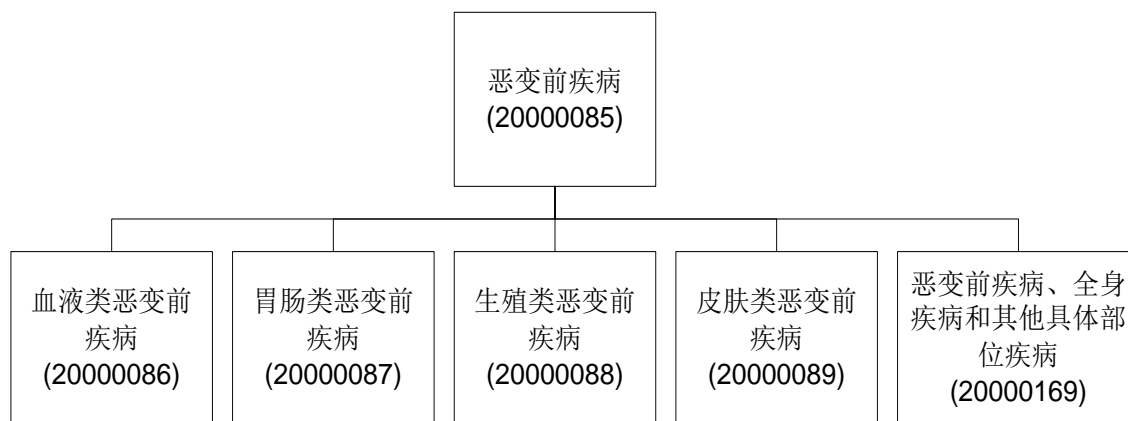 恶变前疾病
(20000085)
血液类恶变前
疾病
(20000086)
胃肠类恶变前
疾病
(20000087)
生殖类恶变前
疾病
(20000088)
皮肤类恶变前
疾病
(20000089)
恶变前疾病、全身
疾病和其他具体部
位疾病
(20000169)